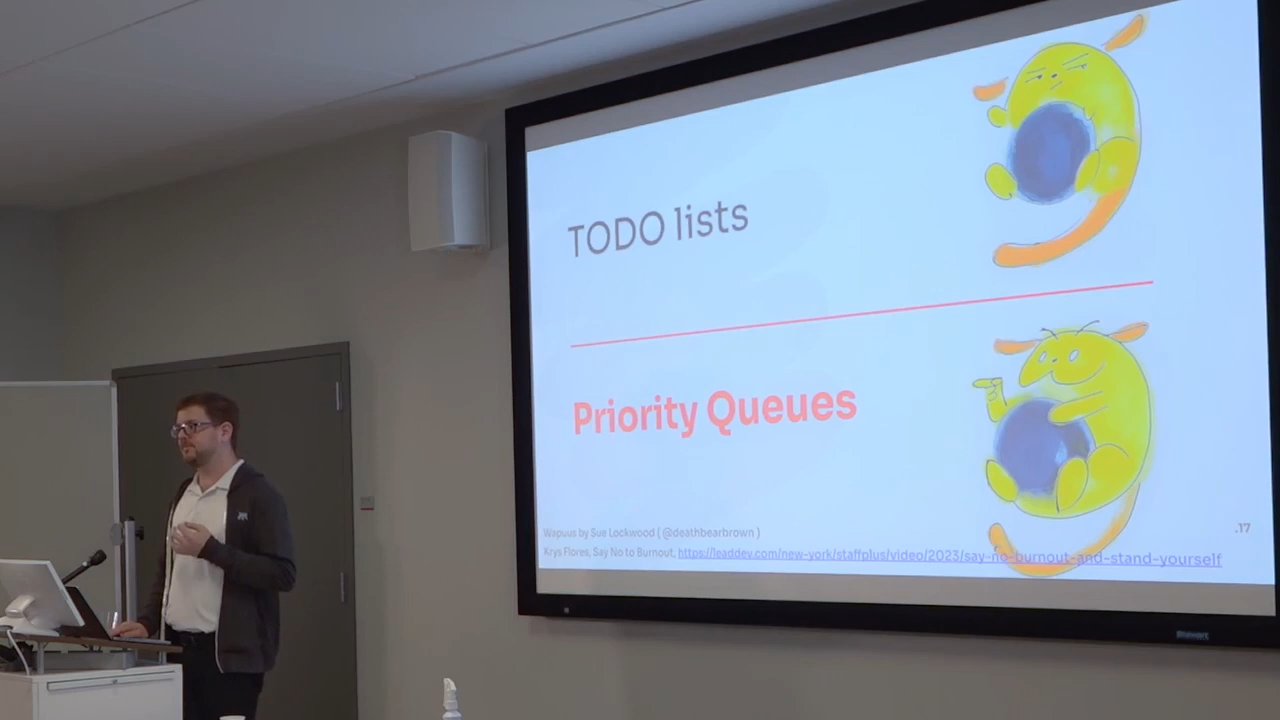 TODO lists
Priority Queues
Wapuus by Sue Lockwood ( @deathbearbrown )
.17
Krys Flores, Say No to Burnout, https://leaddev.com/new-york/staffplus/video/2023/say-no-burnout-and-stand-yourself